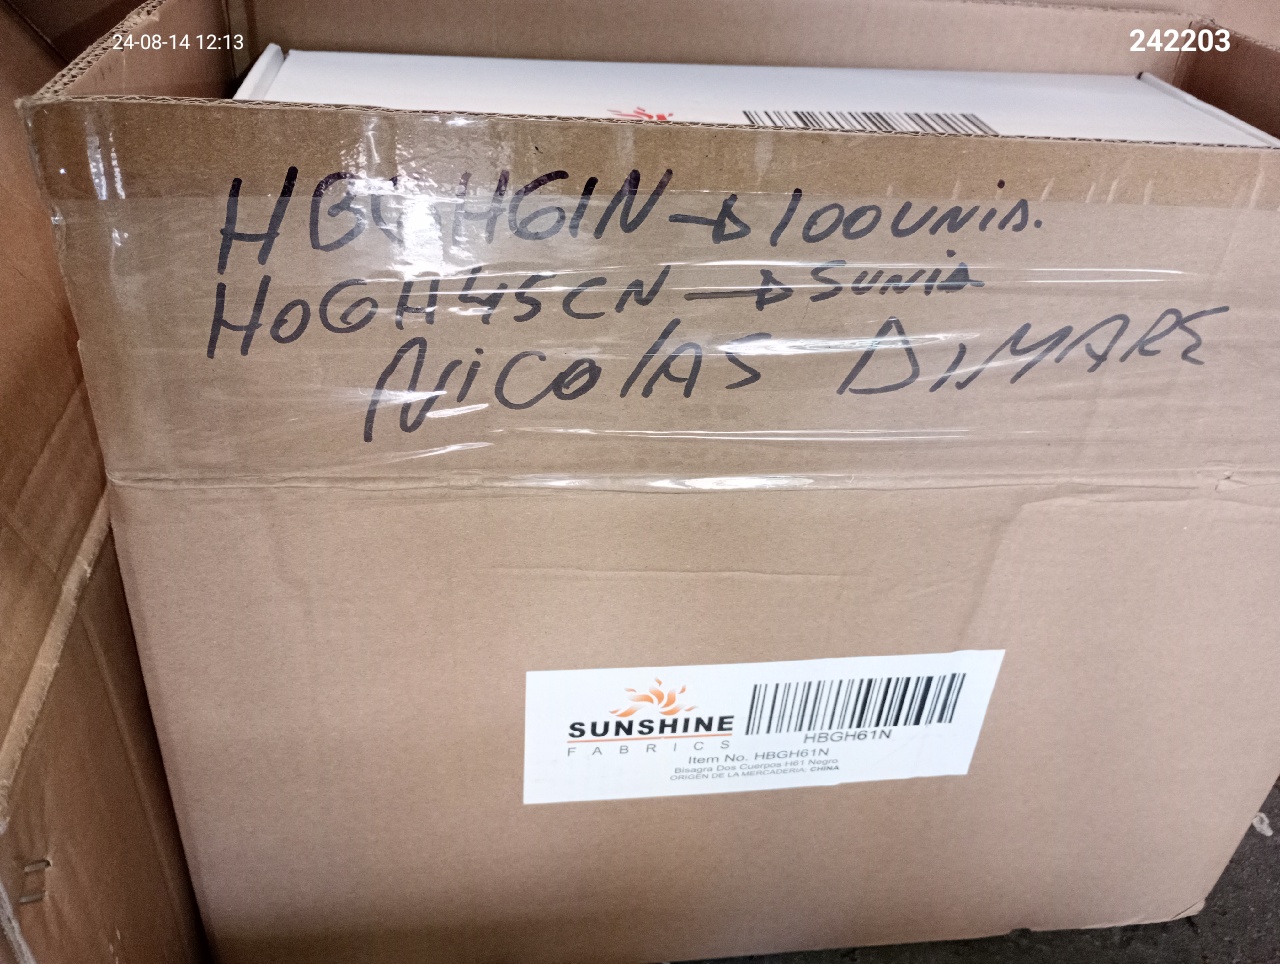 24-08-14 12:13
242203
HBGH61N → 100 UNID.
HOGH45CN → 5 UNID
NICOLAS DIMARE
SUNSHINE
FABRICS
HBGH61N
Item No. HBGH61N
Bisagra Dos Cuerpos H61 Negro
ORIGEN DE LA MERCADERIA: CHINA